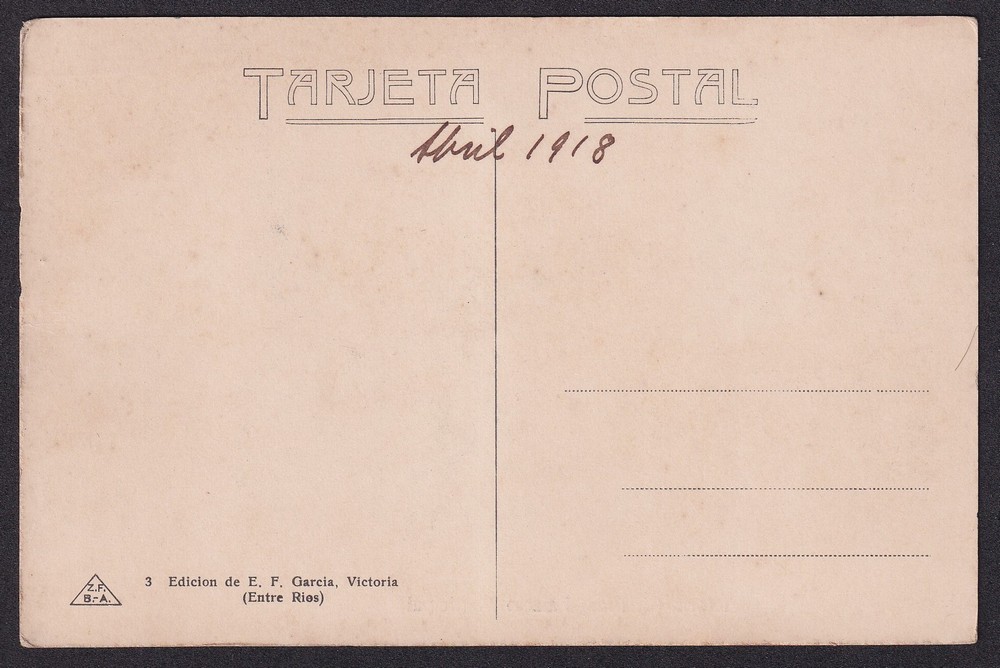 TARJETA POSTAL
Abril 1918
Z.F.
B.-A.
3 Edicion de E. F. Garcia, Victoria
(Entre Rios)